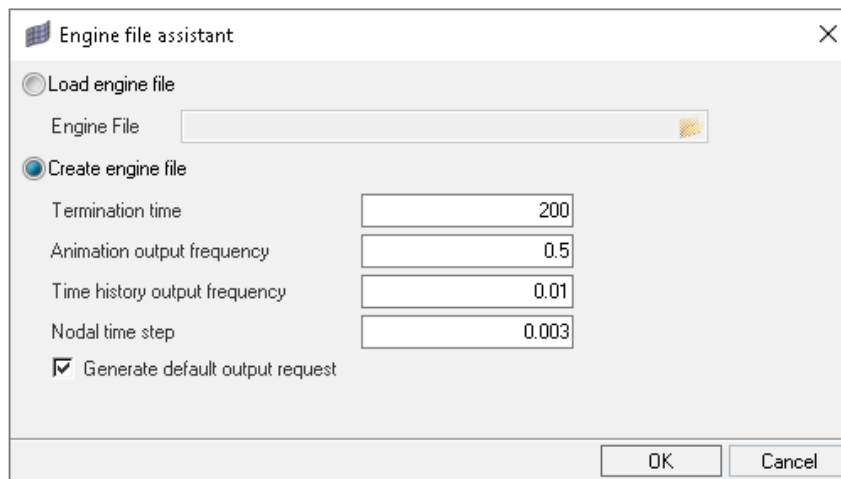 Engine file assistant
Load engine file
Engine File
Create engine file
Termination time 200
Animation output frequency 0.5
Time history output frequency 0.01
Nodal time step 0.003
Generate default output request
OK Cancel